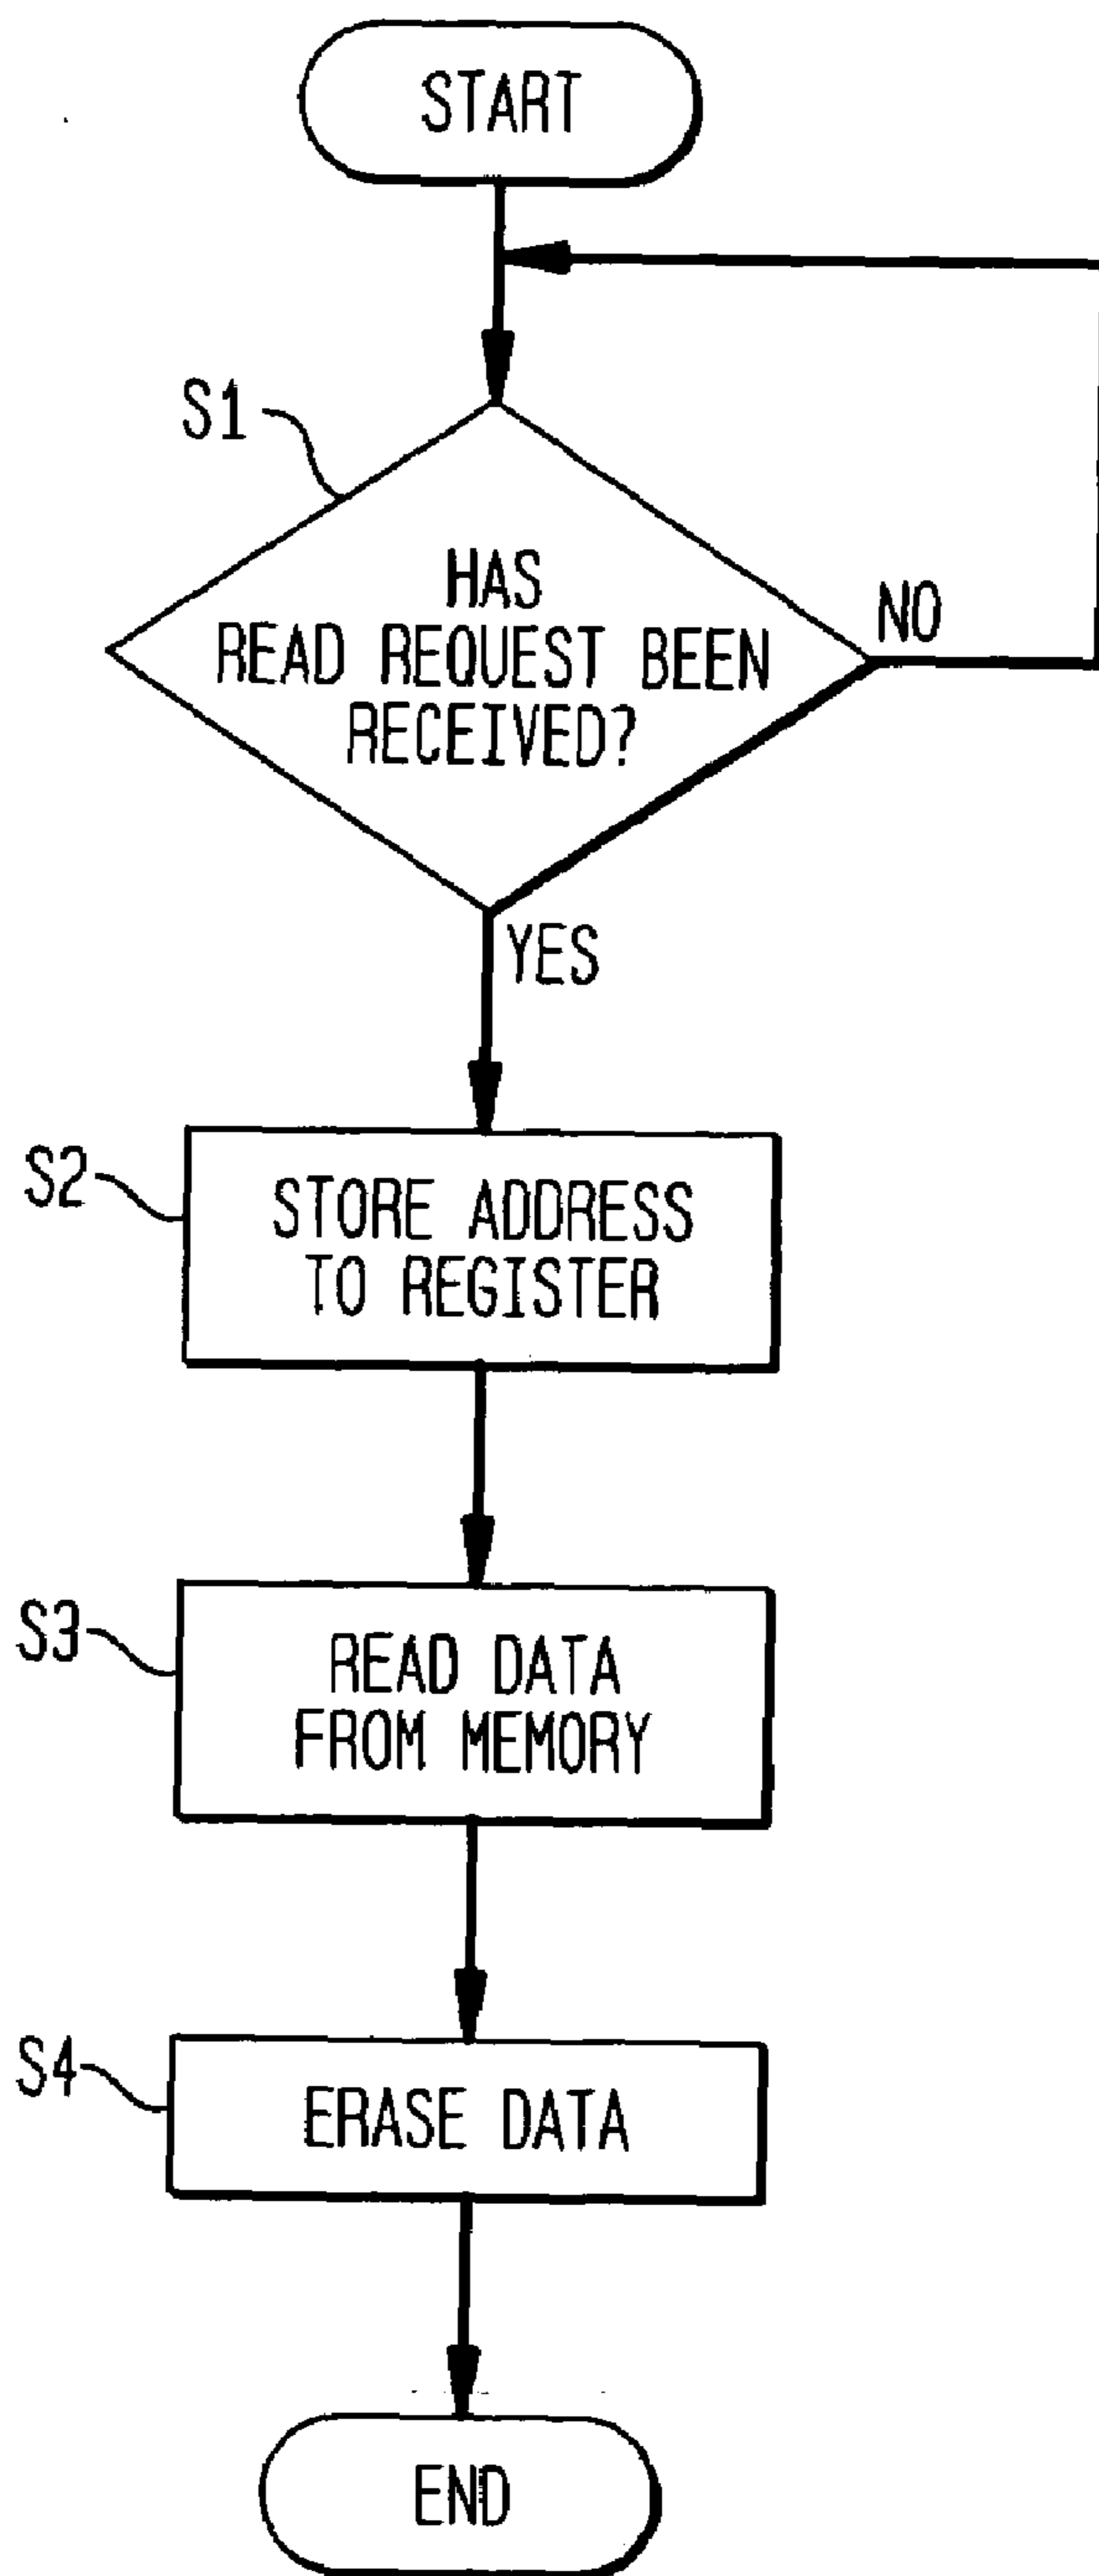 START
S1
HAS
READ REQUEST BEEN
RECEIVED?
NO
YES
S2
STORE ADDRESS
TO REGISTER
S3
READ DATA
FROM MEMORY
S4
ERASE DATA
END